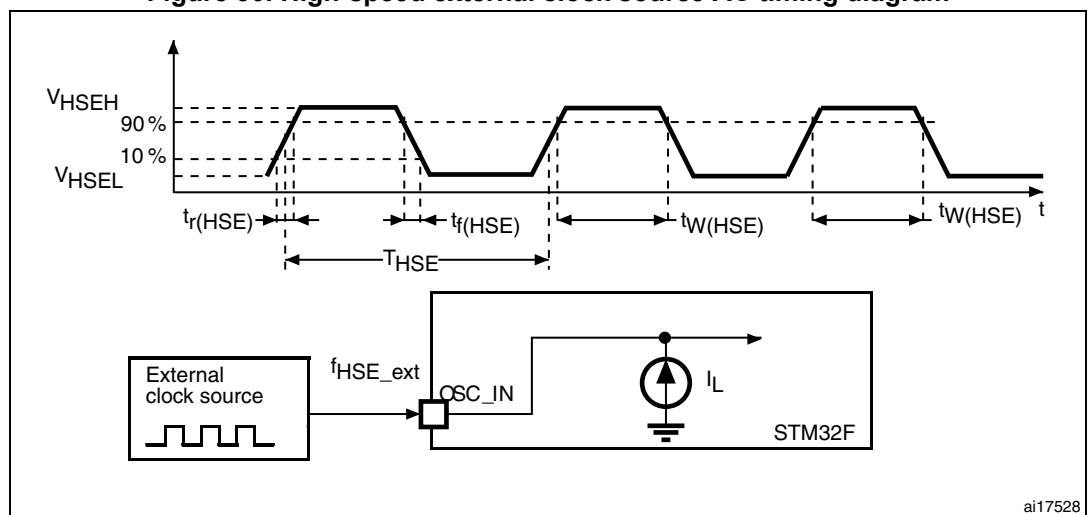 Figure High-speed external clock source AC timing diagram
VHSEH
90 %
10 %
VHSEL
tr(HSE)
tf(HSE)
tW(HSE)
tW(HSE)
t
THSE
External
clock source
fHSE_ext
OSC_IN
IL
STM32F
ai17528